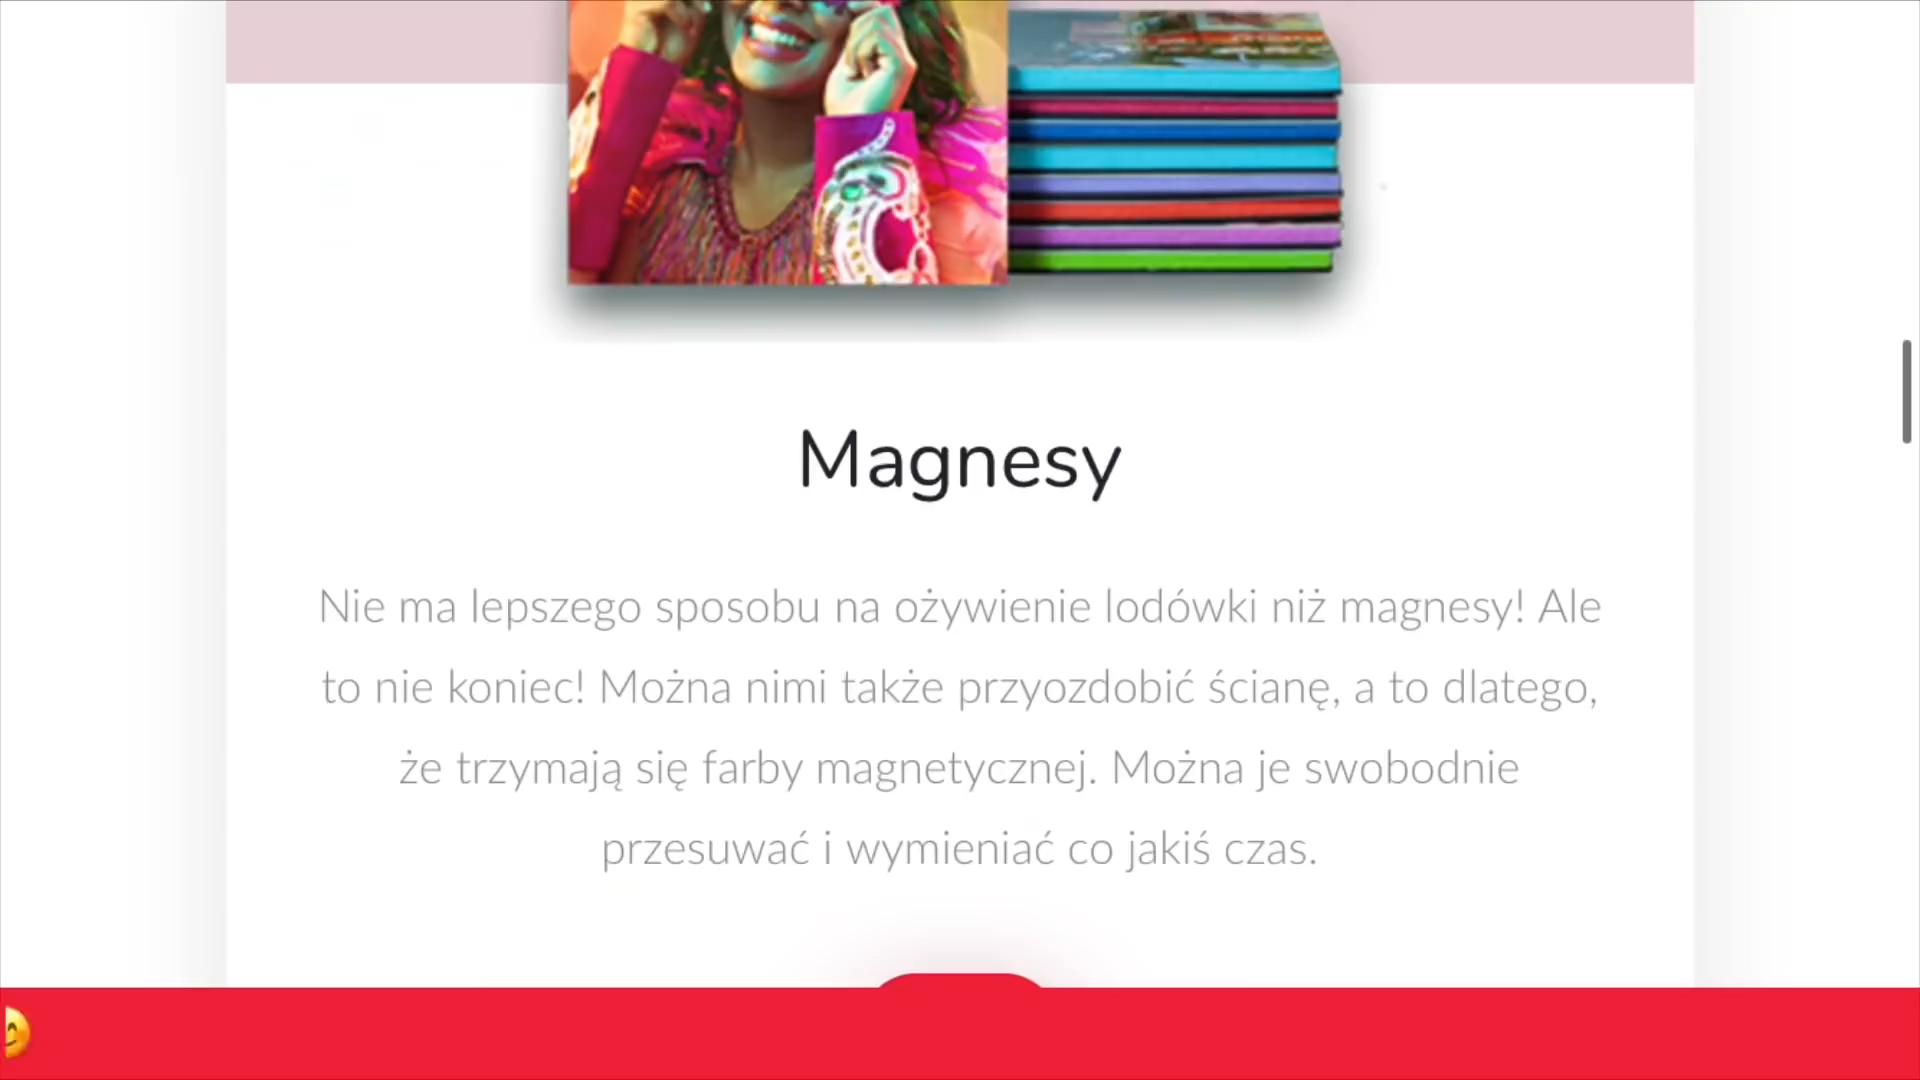 Magnesy
Nie ma lepszego sposobu na ożywienie lodówki niż magnesy! Ale
to nie koniec! Można nimi także przyozdobić ścianę, a to dlatego,
że trzymają się farby magnetycznej. Można je swobodnie
przesuwać i wymieniać co jakiś czas.